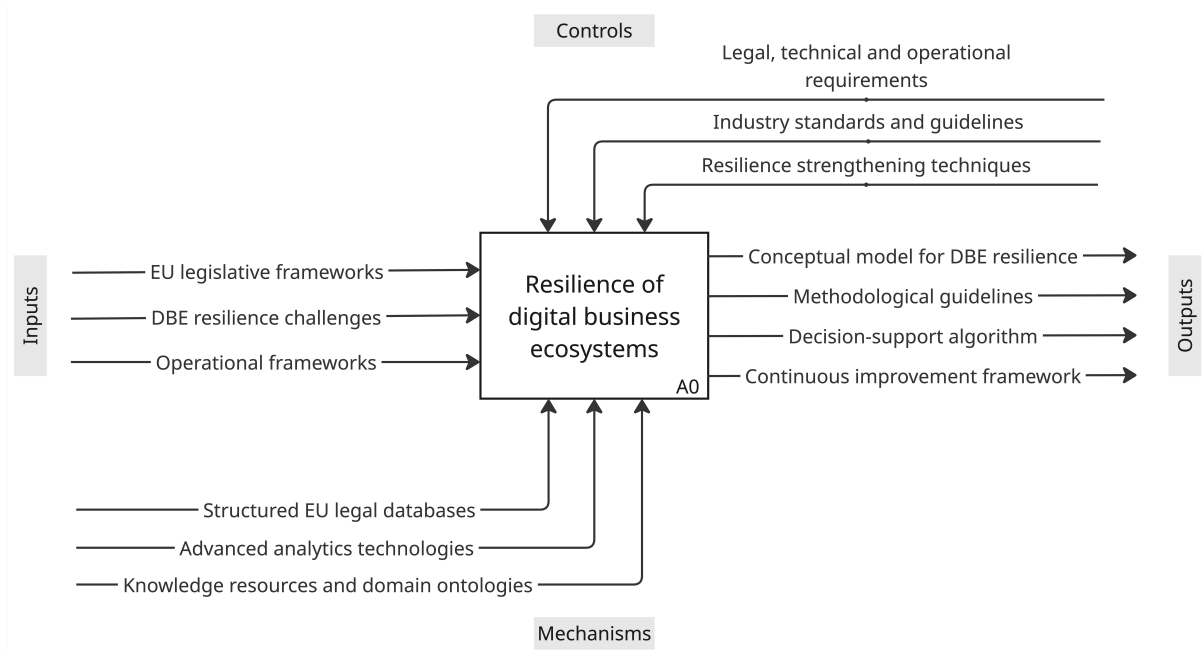 Controls
Legal, technical and operational
requirements
Industry standards and guidelines
Resilience strengthening techniques
Inputs
EU legislative frameworks
DBE resilience challenges
Operational frameworks
Resilience of
digital business
ecosystems
A0
Conceptual model for DBE resilience
Methodological guidelines
Decision-support algorithm
Continuous improvement framework
Outputs
Structured EU legal databases
Advanced analytics technologies
Knowledge resources and domain ontologies
Mechanisms